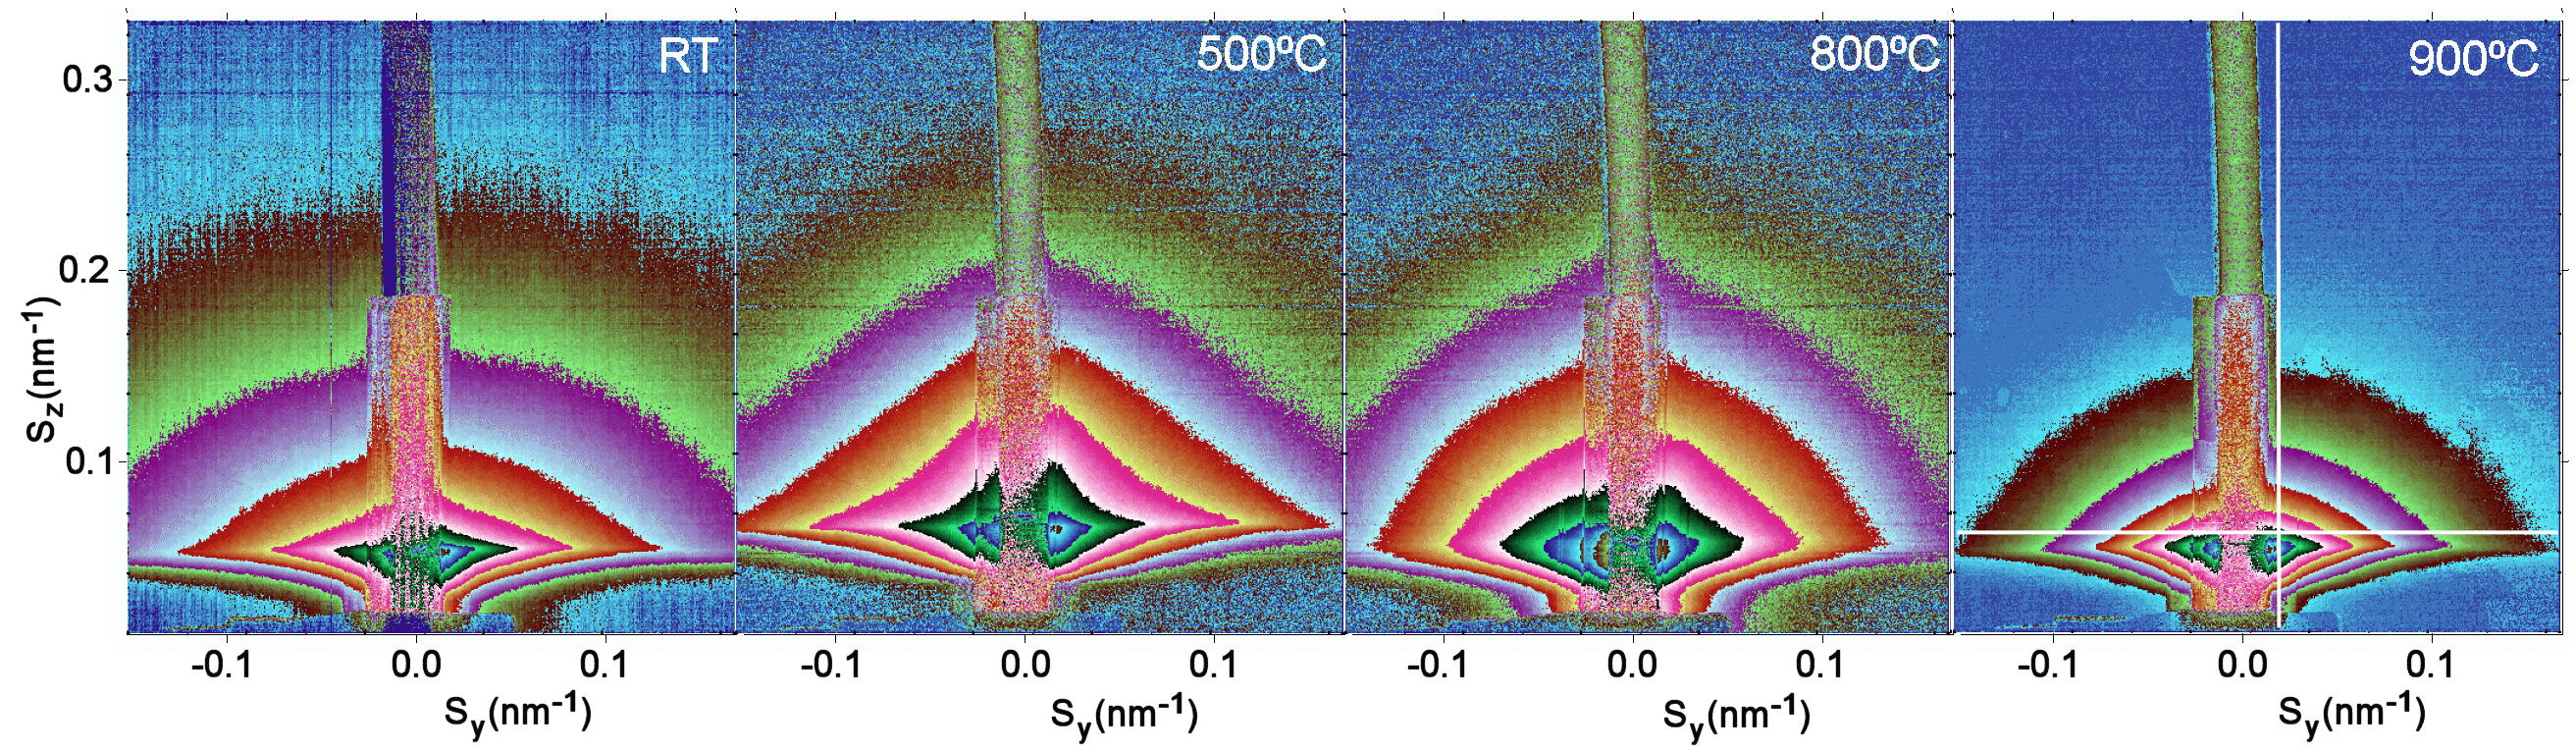 RT 500ºC 800ºC 900ºC
0.3
0.2
0.1
Sz(nm-1)
-0.1 0.0 0.1 -0.1 0.0 0.1 -0.1 0.0 0.1 -0.1 0.0 0.1
Sy(nm-1) Sy(nm-1) Sy(nm-1) Sy(nm-1)